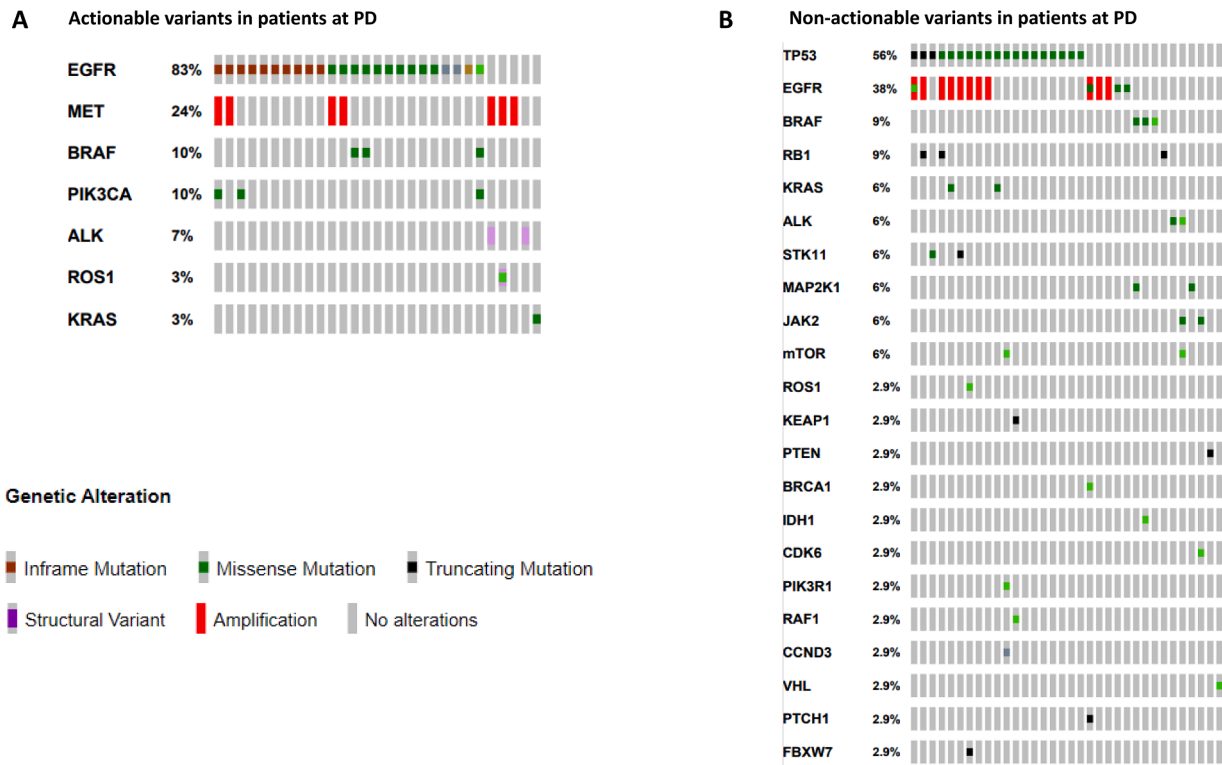 A Actionable variants in patients at PD
EGFR 83%
MET 24%
BRAF 10%
PIK3CA 10%
ALK 7%
ROS1 3%
KRAS 3%
Genetic Alteration
Inframe Mutation Missense Mutation Truncating Mutation
Structural Variant Amplification No alterations
B Non-actionable variants in patients at PD
TP53 56%
EGFR 38%
BRAF 9%
RB1 9%
KRAS 6%
ALK 6%
STK11 6%
MAP2K1 6%
JAK2 6%
mTOR 6%
ROS1 2.9%
KEAP1 2.9%
PTEN 2.9%
BRCA1 2.9%
IDH1 2.9%
CDK6 2.9%
PIK3R1 2.9%
RAF1 2.9%
CCND3 2.9%
VHL 2.9%
PTCH1 2.9%
FBXW7 2.9%